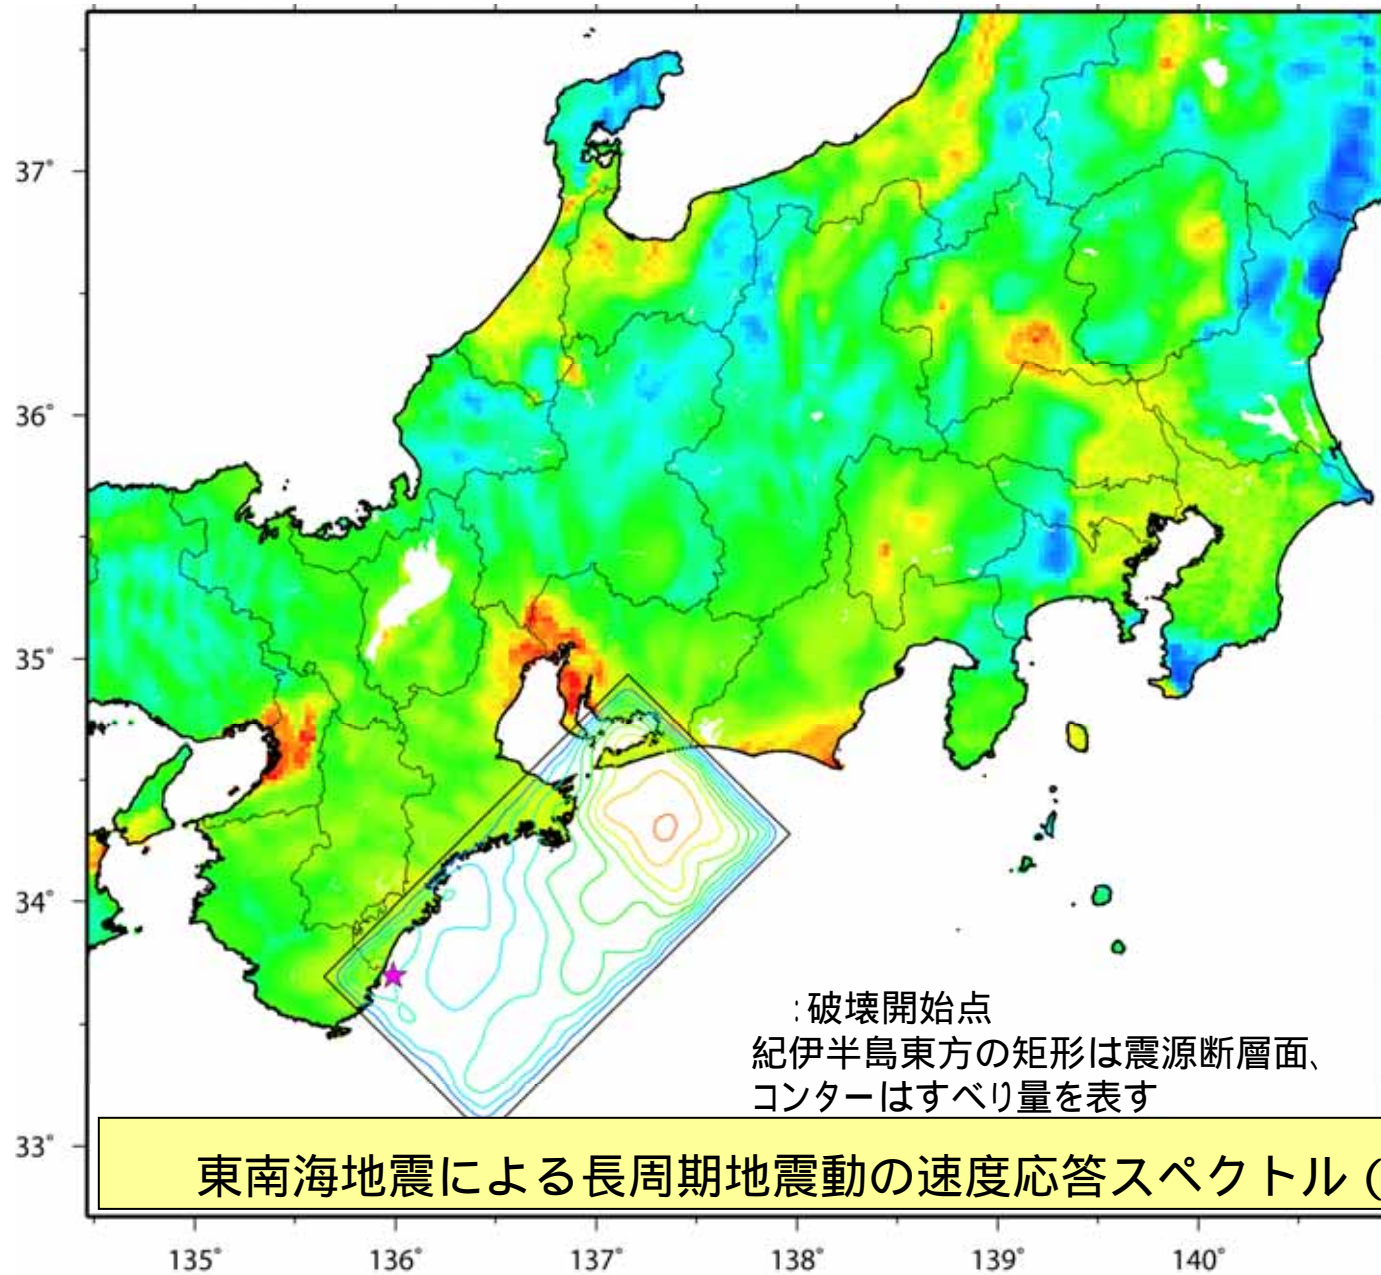 37°
36°
35°
34°
33°
:破壊開始点
紀伊半島東方の矩形は震源断層面、
コンターはすべり量を表す
東南海地震による長周期地震動の速度応答スペクトル (
135°
136°
137°
138°
139°
140°